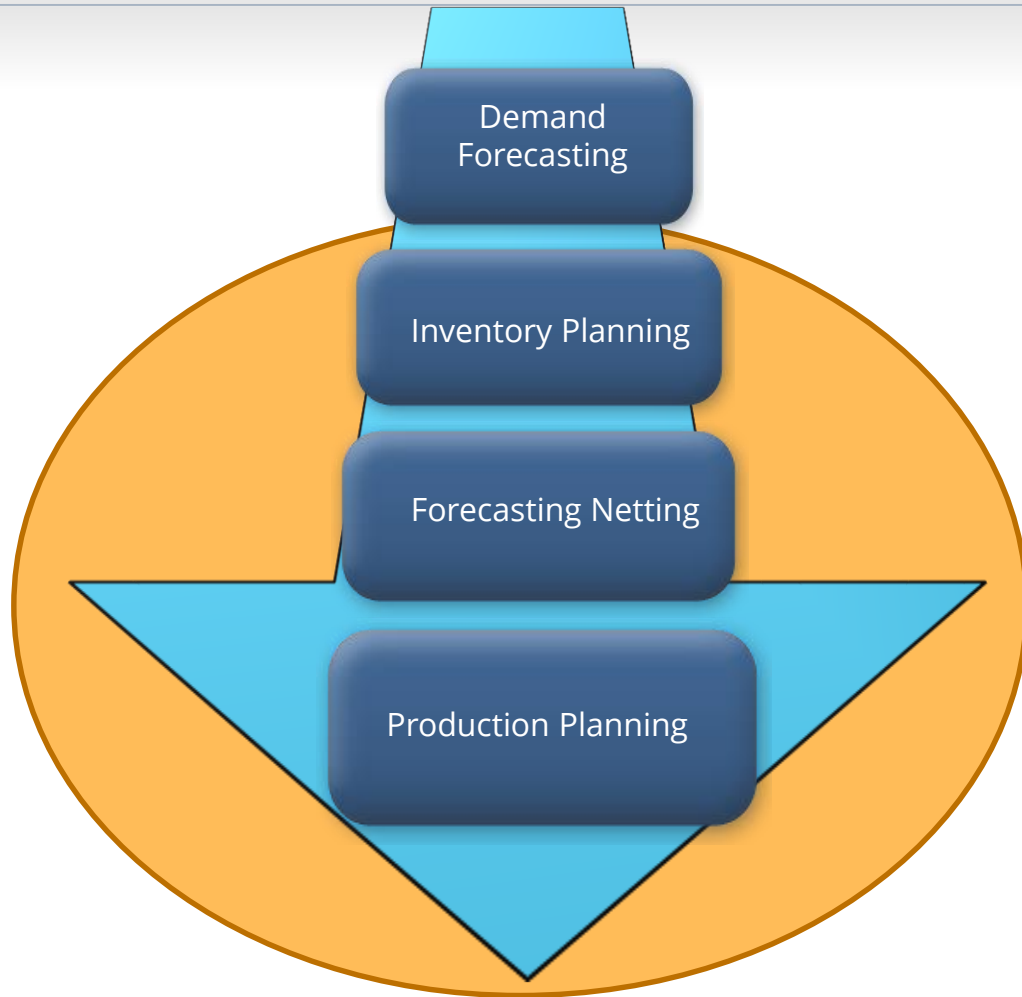 Demand
Forecasting
Inventory Planning
Forecasting Netting
Production Planning